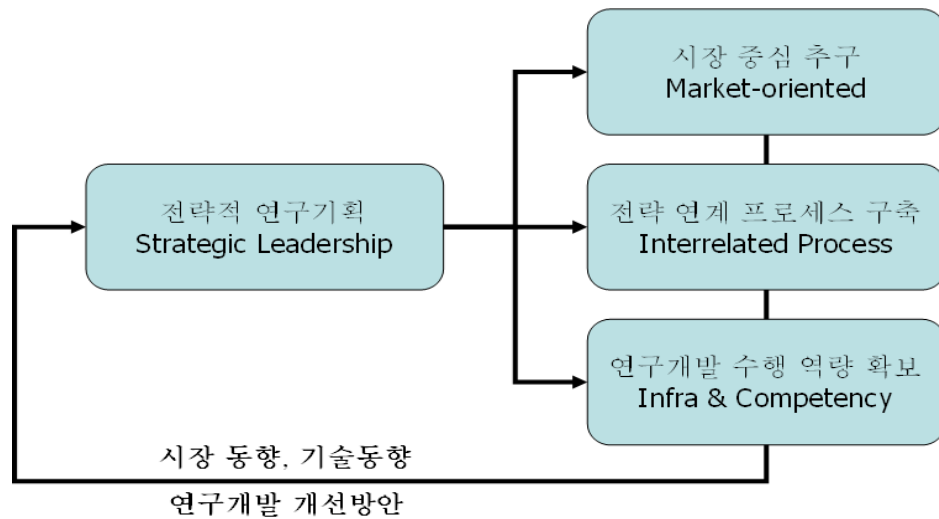 시장 중심 추구
Market-oriented
전략적 연구기획
Strategic Leadership
전략 연계 프로세스 구축
Interrelated Process
연구개발 수행 역량 확보
Infra & Competency
시장 동향, 기술동향
연구개발 개선방안